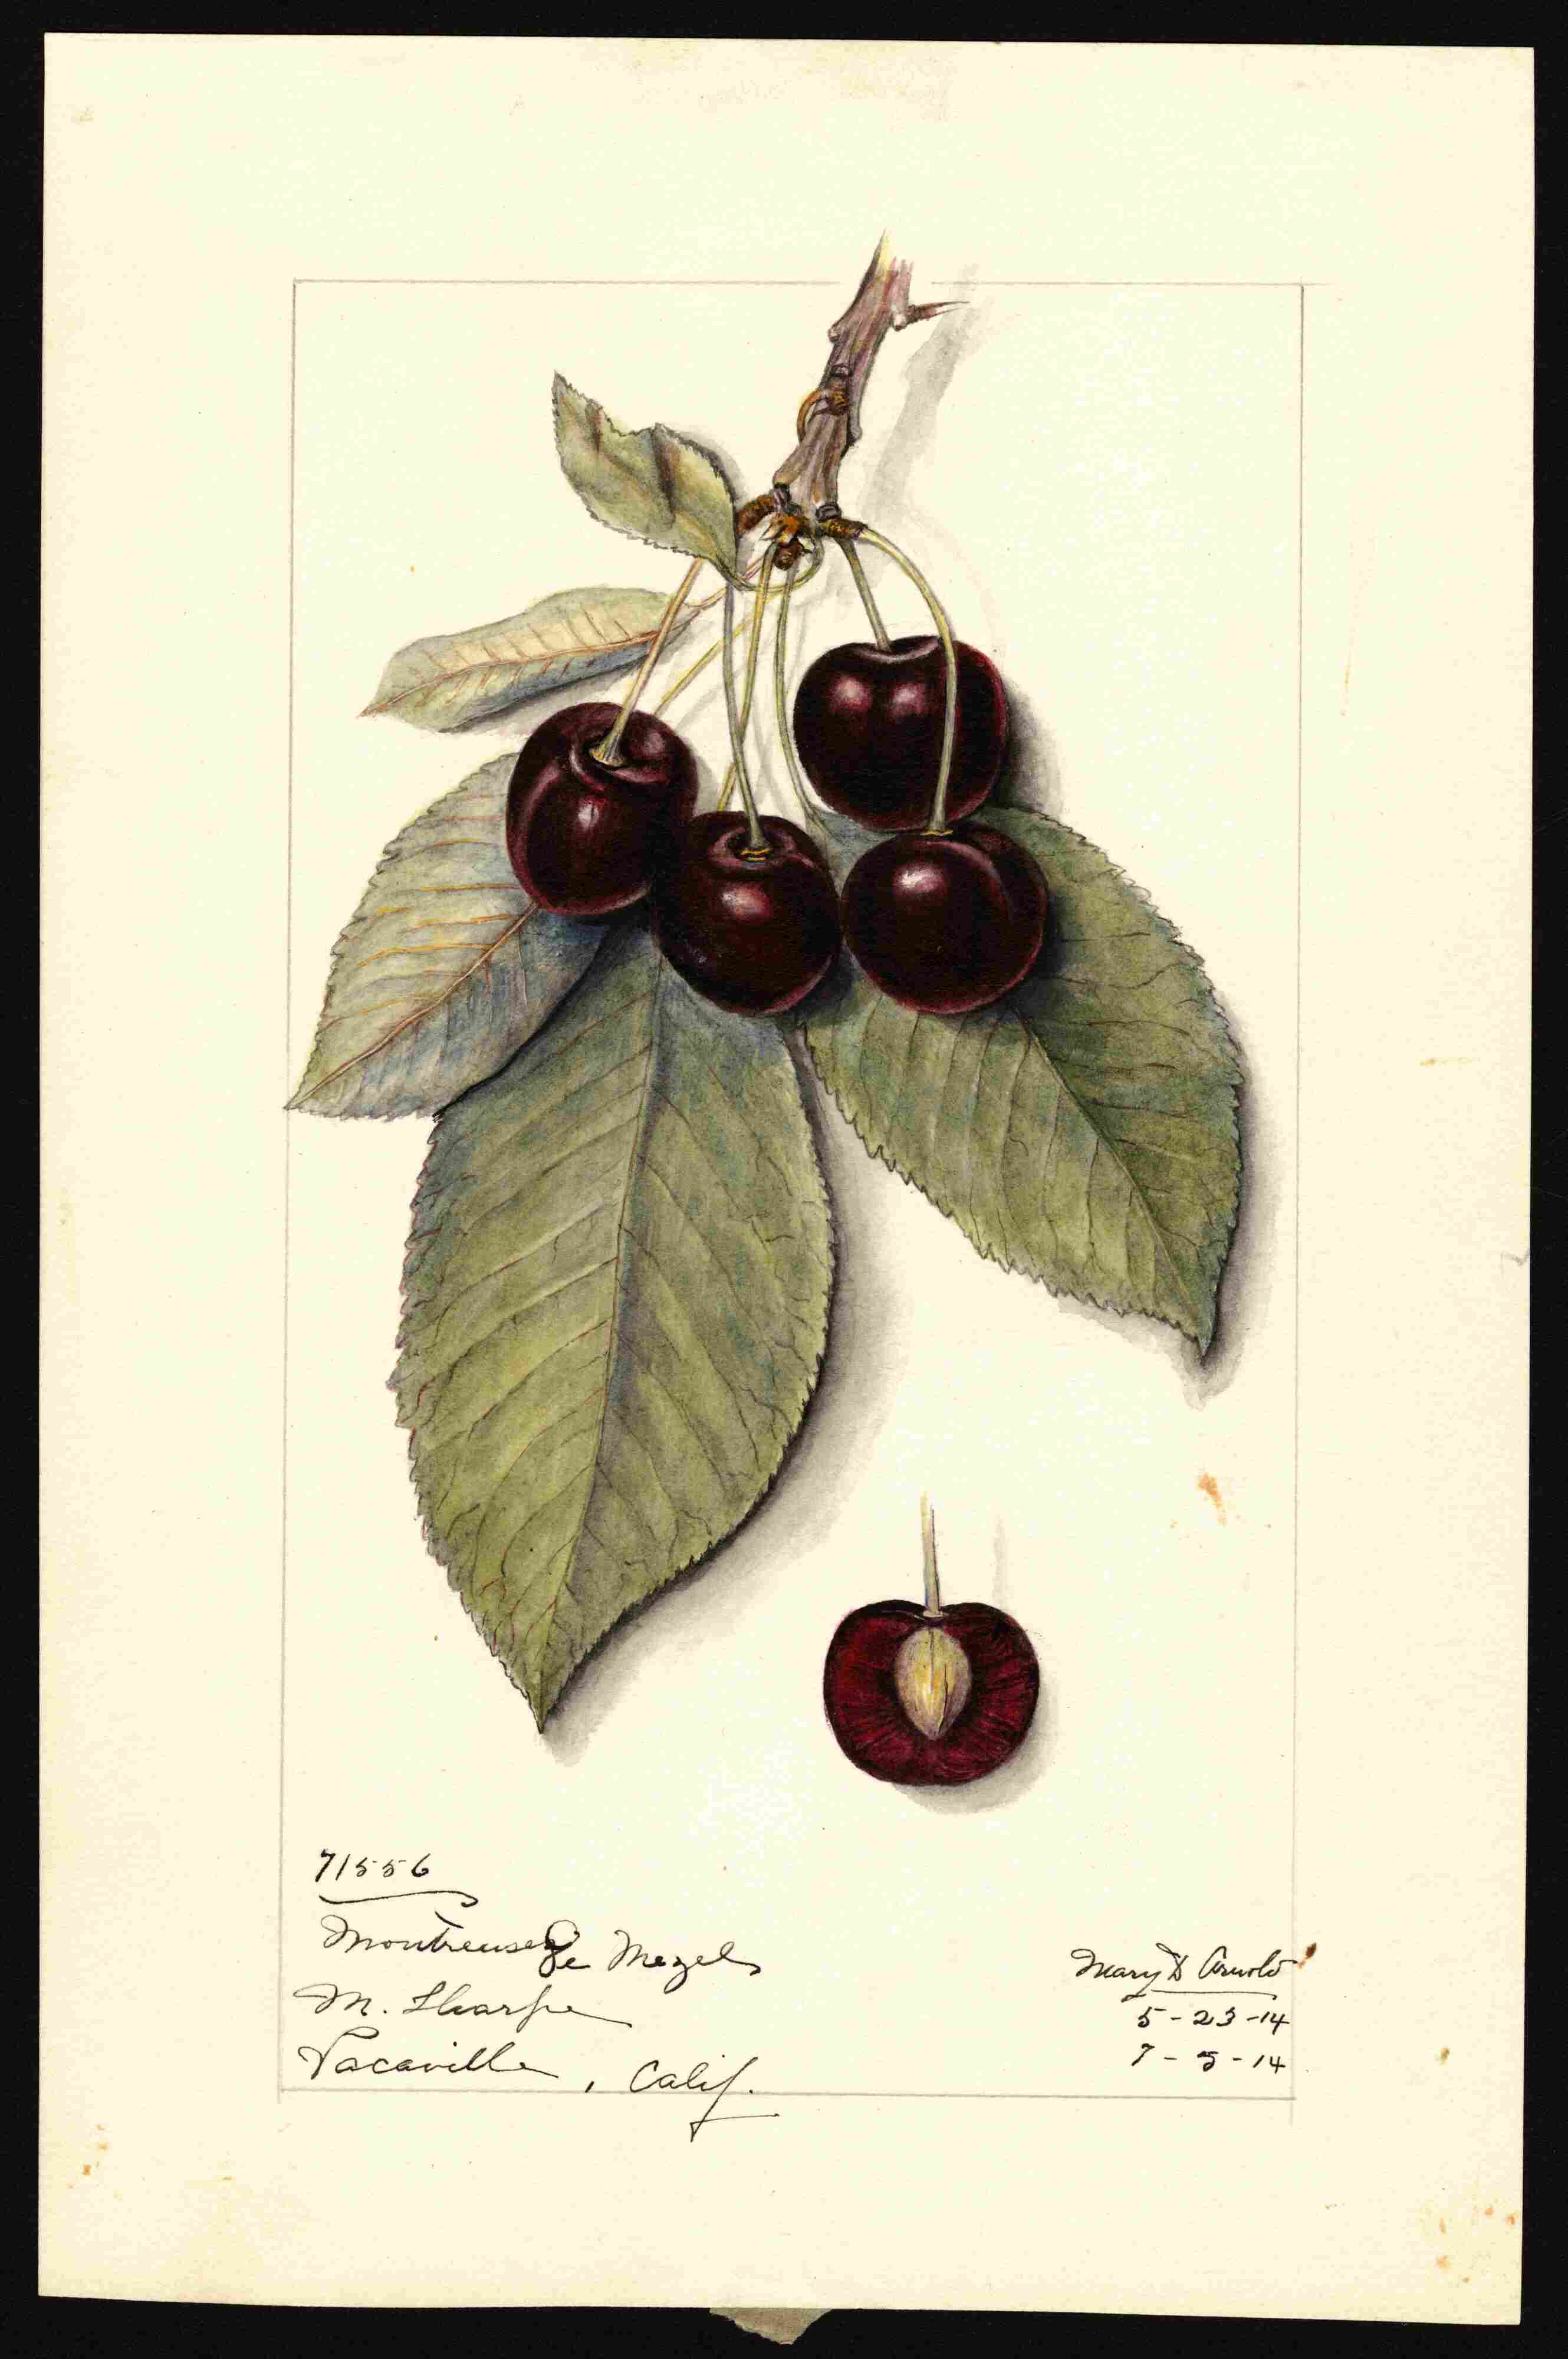 71556
Montreuse De Mezel
M. Sharpe
Vacaville, Calif.
Mary D Arnold
5-23-14
7-5-14